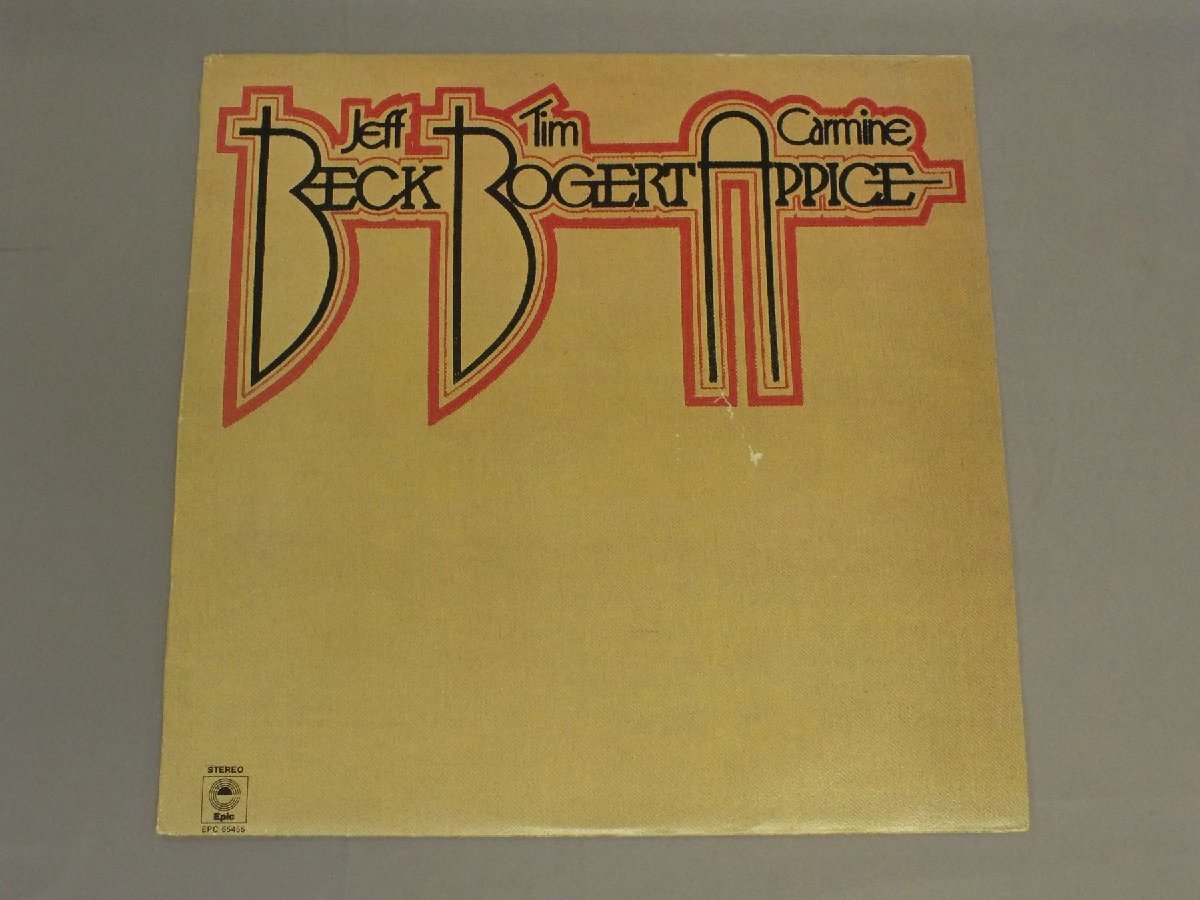 Jeff Tim Carmine
BECK BOGERT APPICE
STEREO
Epic
EPC 65455